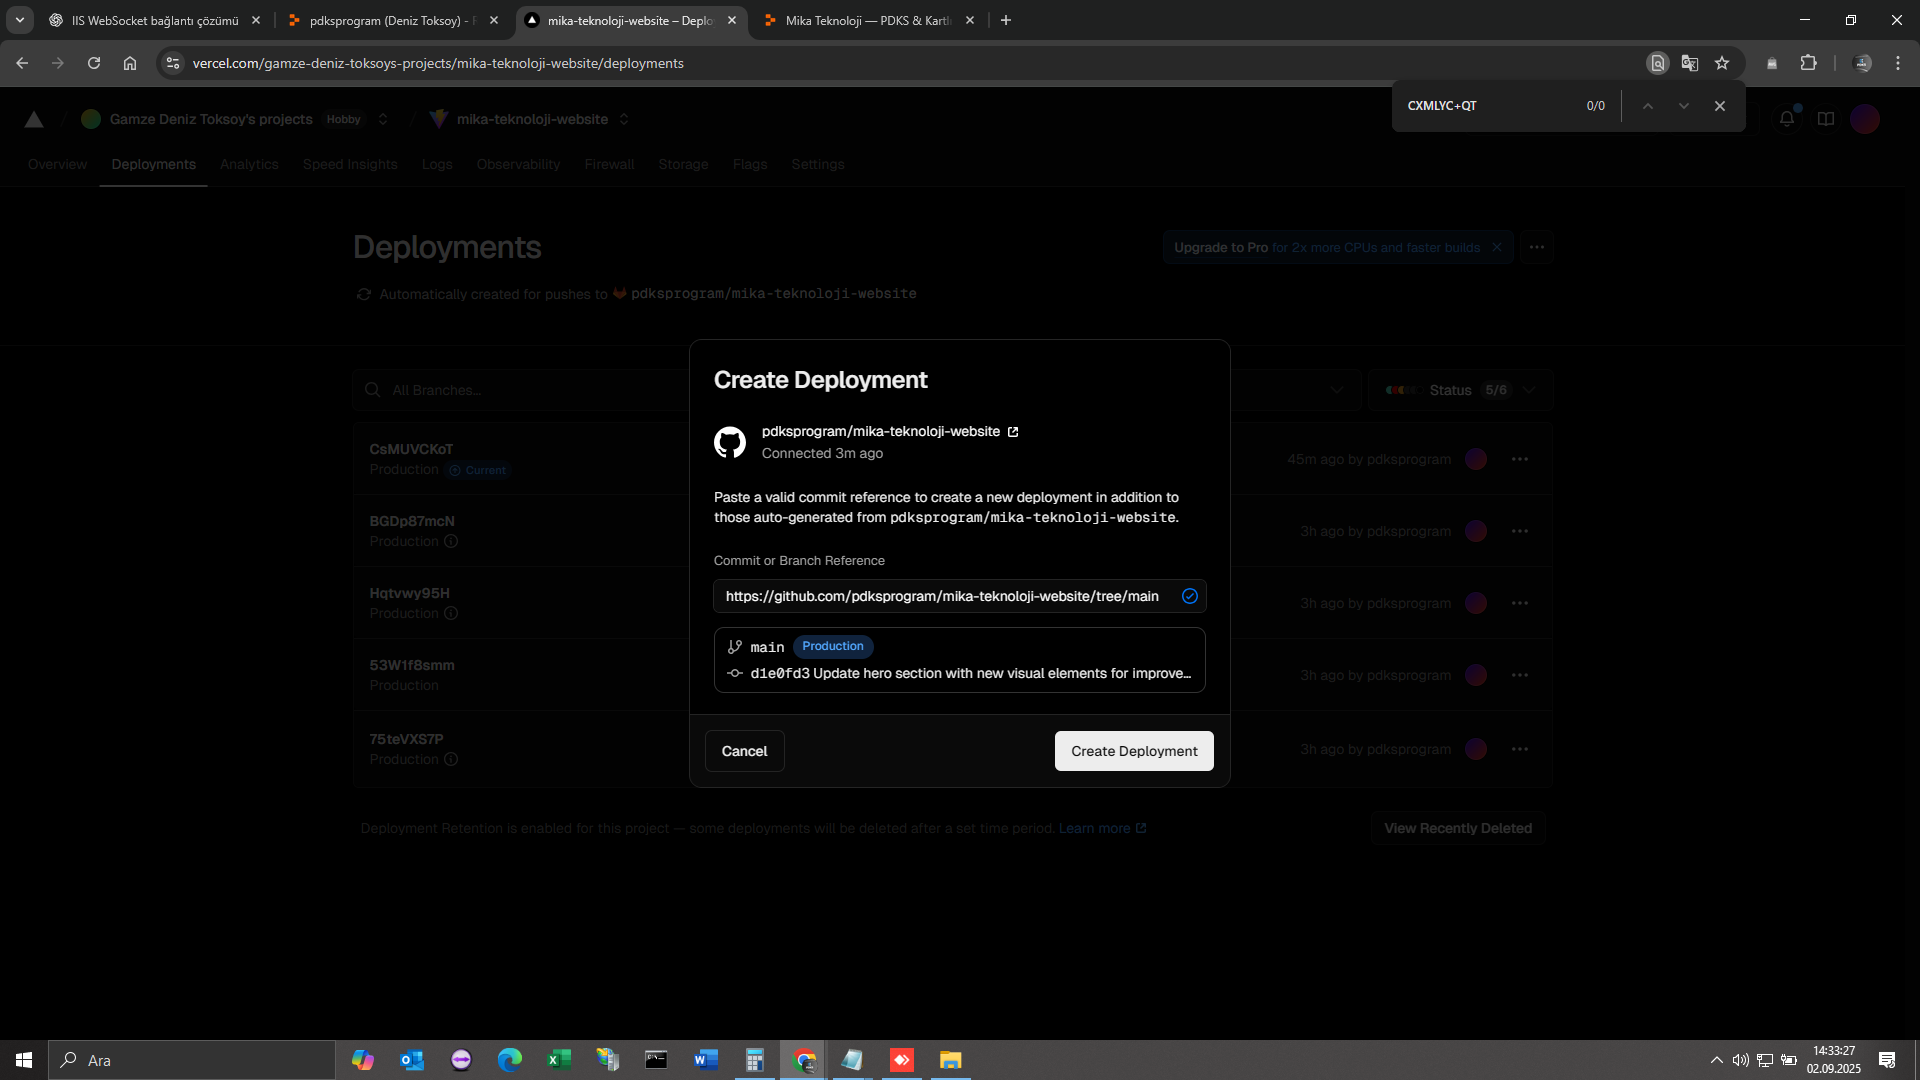 IIS WebSocket bağlantı çözümü
pdksprogram (Deniz Toksoy) -
mika-teknoloji-website – Deplo
Mika Teknoloji — PDKS & Kartl
vercel.com/gamze-deniz-toksoys-projects/mika-teknoloji-website/deployments
CXMLYC+QT
0/0
Gamze Deniz Toksoy's projects
Hobby
mika-teknoloji-website
Overview
Deployments
Analytics
Speed Insights
Logs
Observability
Firewall
Storage
Flags
Settings
Deployments
Upgrade to Pro for 2x more CPUs and faster builds
Automatically created for pushes to pdksprogram/mika-teknoloji-website
All Branches...
Status 5/6
CsMUVCKoT
Production Current
45m ago by pdksprogram
BGDp87mcN
Production
3h ago by pdksprogram
Hqtvwy95H
Production
3h ago by pdksprogram
53W1f8smm
Production
3h ago by pdksprogram
75teVXS7P
Production
3h ago by pdksprogram
Create Deployment
pdksprogram/mika-teknoloji-website
Connected 3m ago
Paste a valid commit reference to create a new deployment in addition to
those auto-generated from pdksprogram/mika-teknoloji-website.
Commit or Branch Reference
https://github.com/pdksprogram/mika-teknoloji-website/tree/main
main Production
d1e0fd3 Update hero section with new visual elements for improve...
Cancel
Create Deployment
Deployment Retention is enabled for this project — some deployments will be deleted after a set time period. Learn more
View Recently Deleted
Ara
14:33:27
02.09.2025